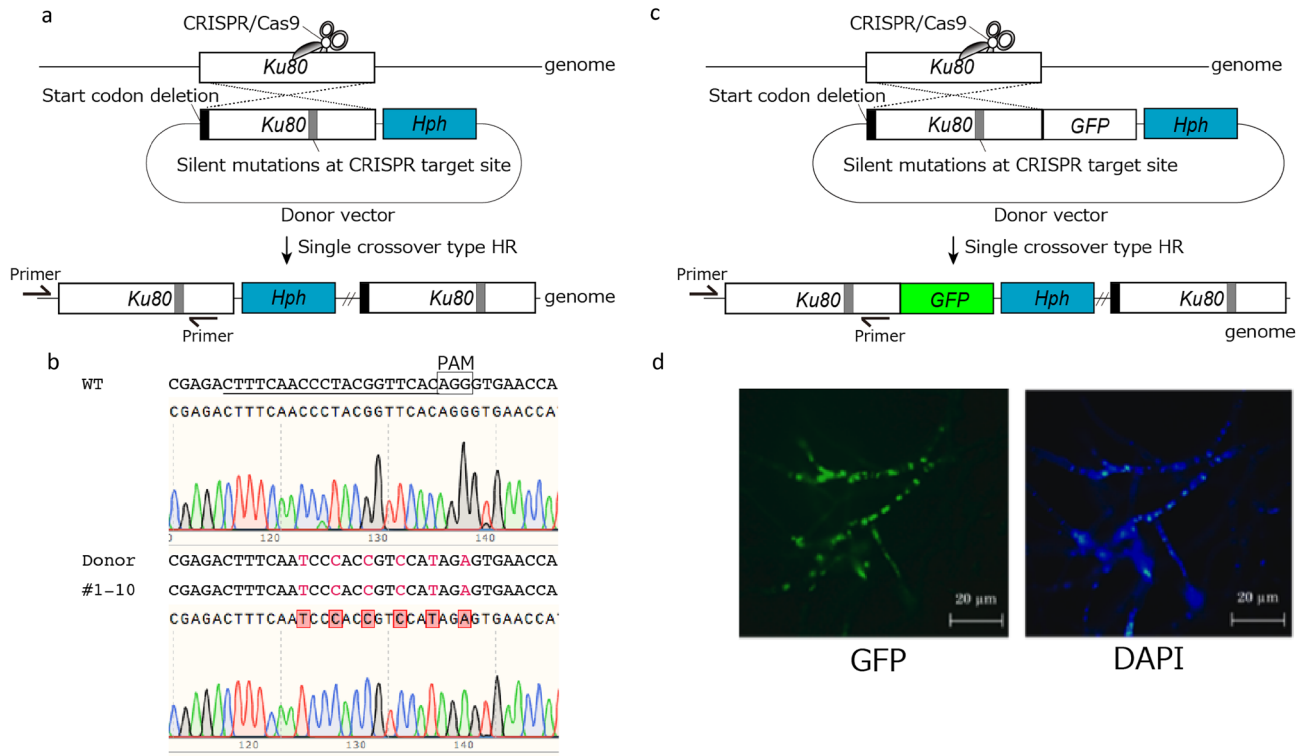 a
CRISPR/Cas9
Ku80
genome
Start codon deletion
Ku80
Hph
Silent mutations at CRISPR target site
Donor vector
Single crossover type HR
Primer
Ku80
Hph
Ku80
genome
Primer
b
PAM
WT
CGAGACTTTCAACCCTACGGTTCACAGGGTGAACCA
CGAGACTTTCAACCCTACGGTTCACAGGGTGAACCA
120
130
140
Donor
CGAGACTTTCAATCCCACCGTCCATAGAGTGAACCA
#1-10
CGAGACTTTCAATCCCACCGTCCATAGAGTGAACCA
CGAGACTTTCAATCCCACCGTCCATAGAGTGAACCA
120
130
140
c
CRISPR/Cas9
Ku80
genome
Start codon deletion
Ku80
GFP
Hph
Silent mutations at CRISPR target site
Donor vector
Single crossover type HR
Primer
Ku80
GFP
Hph
Ku80
Primer
genome
d
20 μm
20 μm
GFP
DAPI